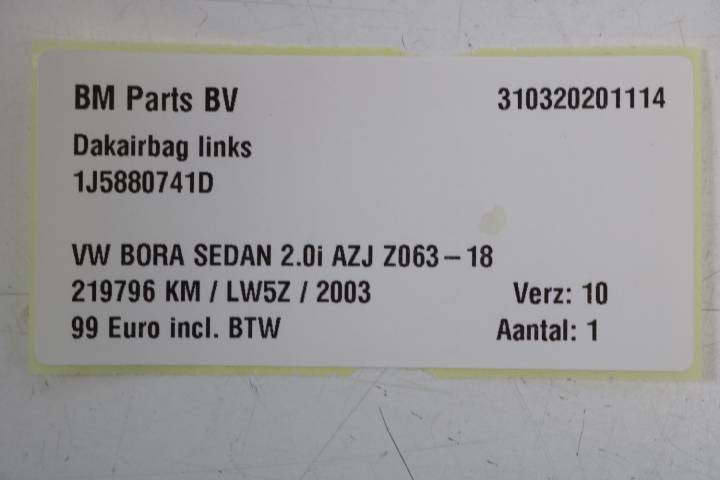 BM Parts BV 310320201114
Dakairbag links
1J5880741D
VW BORA SEDAN 2.0i AZJ Z063-18
219796 KM / LW5Z / 2003 Verz: 10
99 Euro incl. BTW Aantal: 1